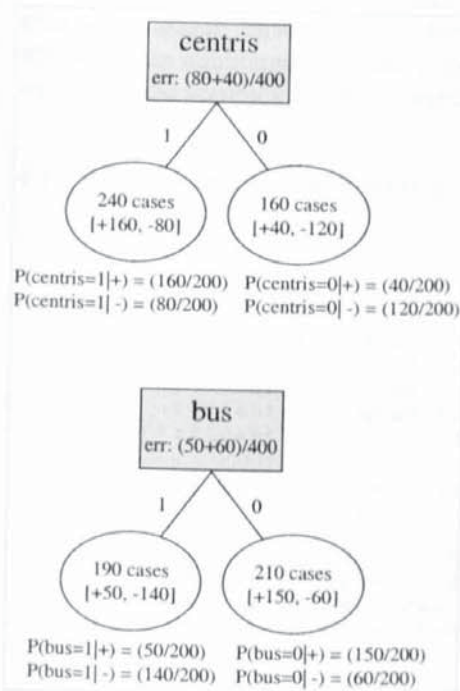 centris
err: (80+40)/400
1 0
240 cases
[+160, -80]
160 cases
[+40, -120]
P(centris=1|+) = (160/200) P(centris=0|+) = (40/200)
P(centris=1| -) = (80/200) P(centris=0| -) = (120/200)
bus
err: (50+60)/400
1 0
190 cases
[+50, -140]
210 cases
[+150, -60]
P(bus=1|+) = (50/200) P(bus=0|+) = (150/200)
P(bus=1| -) = (140/200) P(bus=0| -) = (60/200)